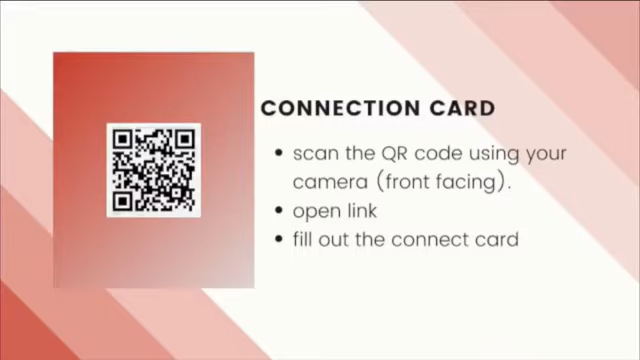 CONNECTION CARD
• scan the QR code using your
camera (front facing).
• open link
• fill out the connect card